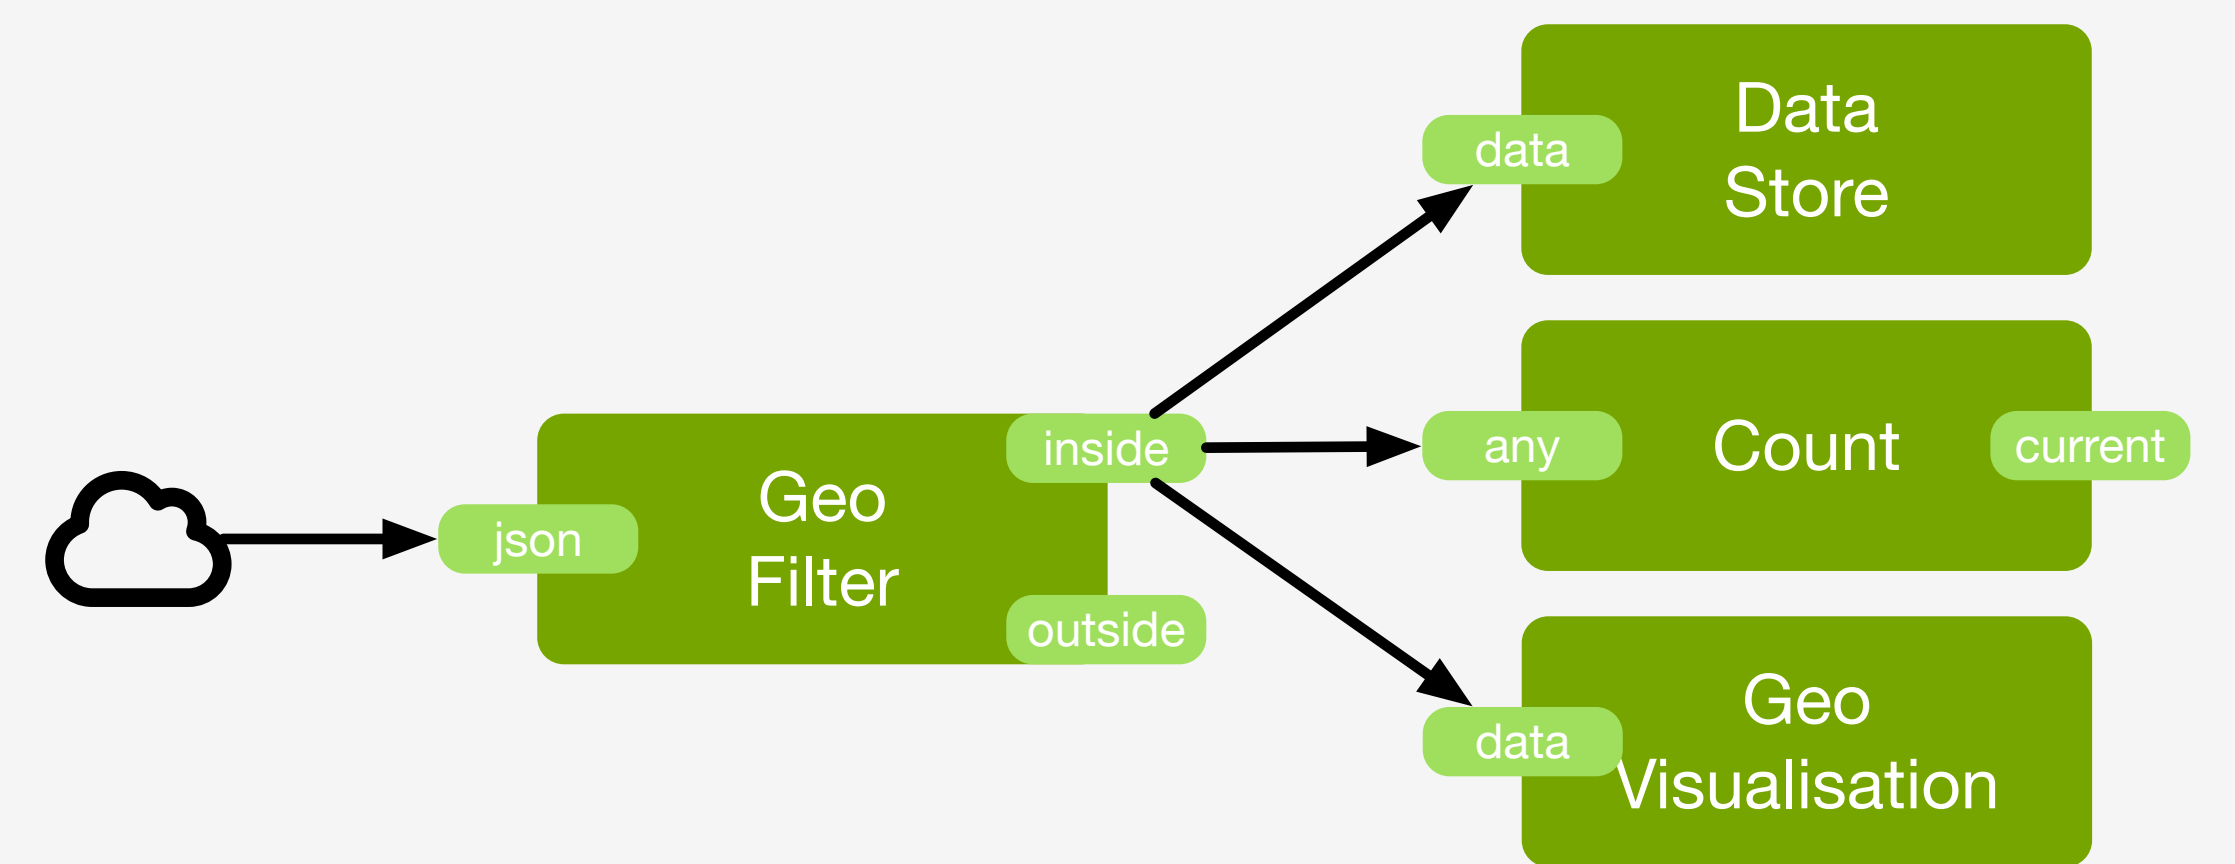 Data
Store
data
json
Geo
Filter
inside
outside
any
Count
current
data
Geo
Visualisation